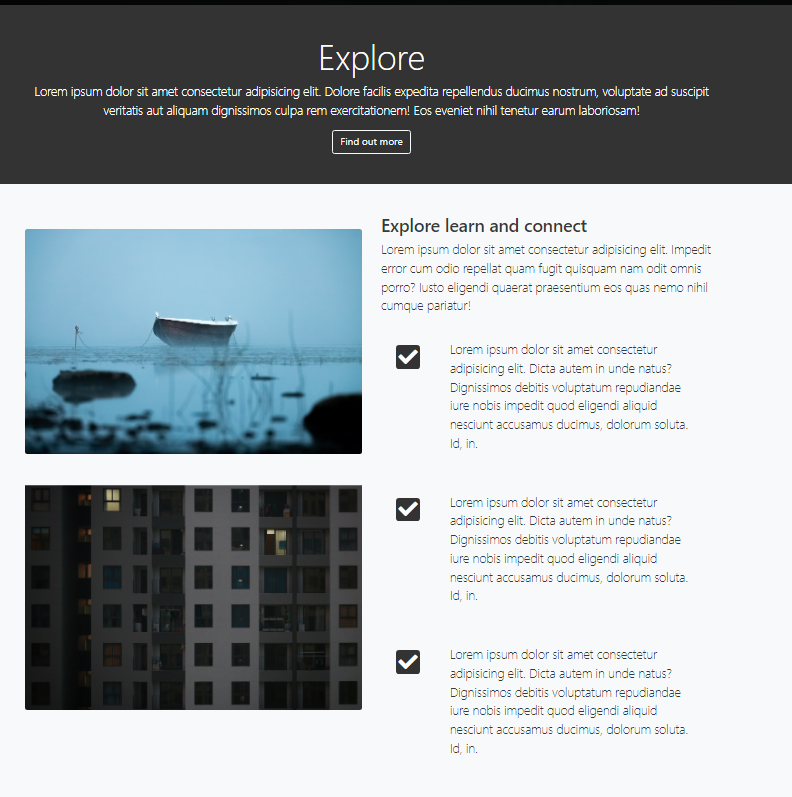 Explore
Lorem ipsum dolor sit amet consectetur adipisicing elit. Dolore facilis expedita repellendus ducimus nostrum, voluptate ad suscipit
veritatis aut aliquam dignissimos culpa rem exercitationem! Eos eveniet nihil tenetur earum laboriosam!
Find out more
Explore learn and connect
Lorem ipsum dolor sit amet consectetur adipisicing elit. Impedit
error cum odio repellat quam fugit quisquam nam odit omnis
porro? Iusto eligendi quaerat praesentium eos quas nemo nihil
cumque pariatur!
Lorem ipsum dolor sit amet consectetur
adipisicing elit. Dicta autem in unde natus?
Dignissimos debitis voluptatum repudiandae
iure nobis impedit quod eligendi aliquid
nesciunt accusamus ducimus, dolorum soluta.
Id, in.
Lorem ipsum dolor sit amet consectetur
adipisicing elit. Dicta autem in unde natus?
Dignissimos debitis voluptatum repudiandae
iure nobis impedit quod eligendi aliquid
nesciunt accusamus ducimus, dolorum soluta.
Id, in.
Lorem ipsum dolor sit amet consectetur
adipisicing elit. Dicta autem in unde natus?
Dignissimos debitis voluptatum repudiandae
iure nobis impedit quod eligendi aliquid
nesciunt accusamus ducimus, dolorum soluta.
Id, in.